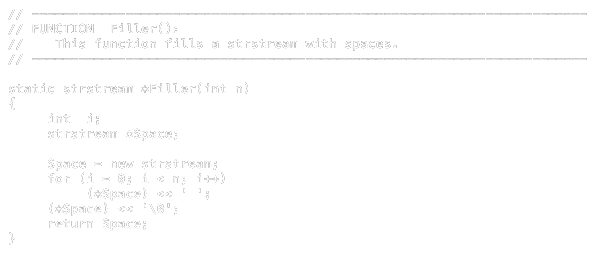 // ──────────────────────────────────────
// FUNCTION  Filler():
//    This function fills a strstream with spaces.
// ──────────────────────────────────────
static strstream *Filler(int n)
{
int  i;
strstream *Space;
Space = new strstream;
for (i = 0; i < n; i++)
(*Space) << ' ';
(*Space) << '\0';
return Space;
}